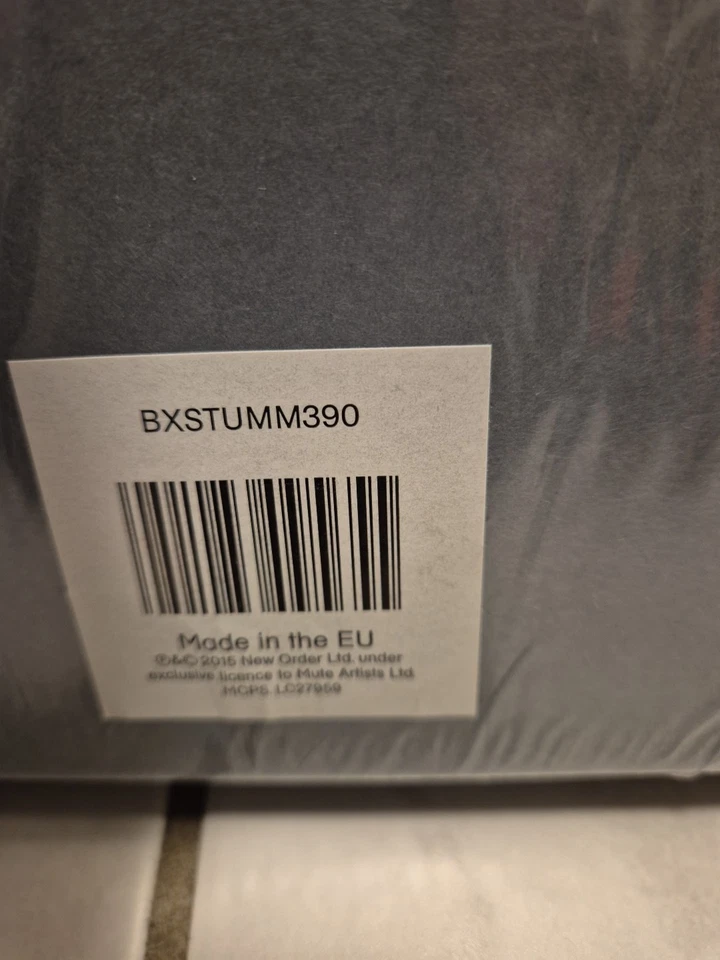 BXSTUMM390
Made in the EU
℗&© 2015 New Order Ltd. under
exclusive licence to Mute Artists Ltd
MCPS. LC27959